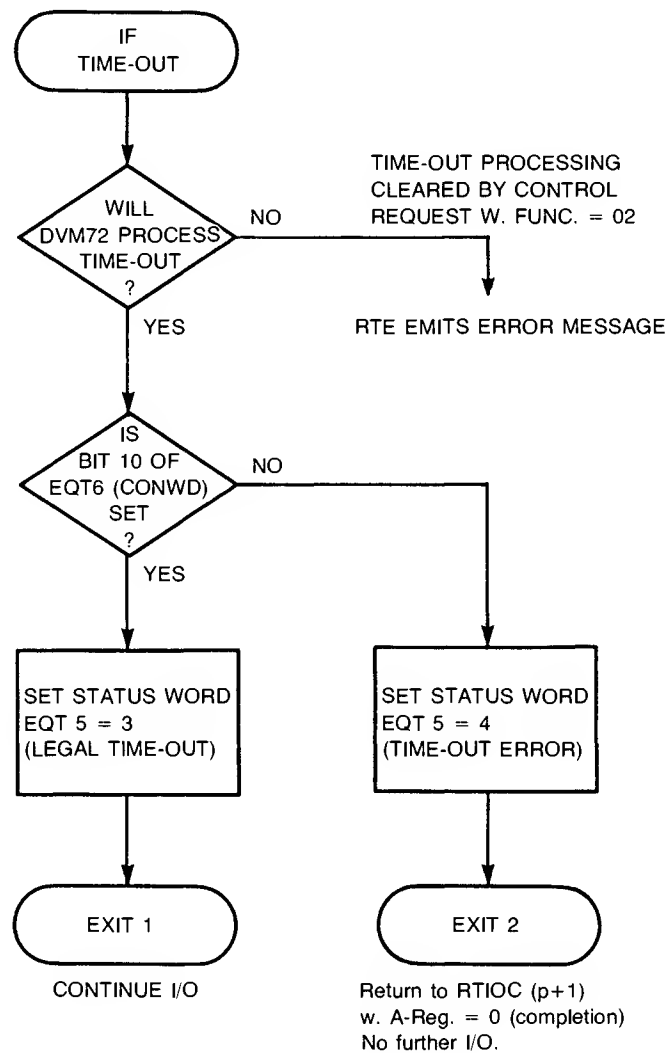 IF
TIME-OUT
WILL
DVM72 PROCESS
TIME-OUT
?
NO
TIME-OUT PROCESSING
CLEARED BY CONTROL
REQUEST W. FUNC. = 02
RTE EMITS ERROR MESSAGE
YES
IS
BIT 10 OF
EQT6 (CONWD)
SET
?
NO
YES
SET STATUS WORD
EQT 5 = 3
(LEGAL TIME-OUT)
SET STATUS WORD
EQT 5 = 4
(TIME-OUT ERROR)
EXIT 1
CONTINUE I/O
EXIT 2
Return to RTIOC (p+1)
w. A-Reg. = 0 (completion)
No further I/O.